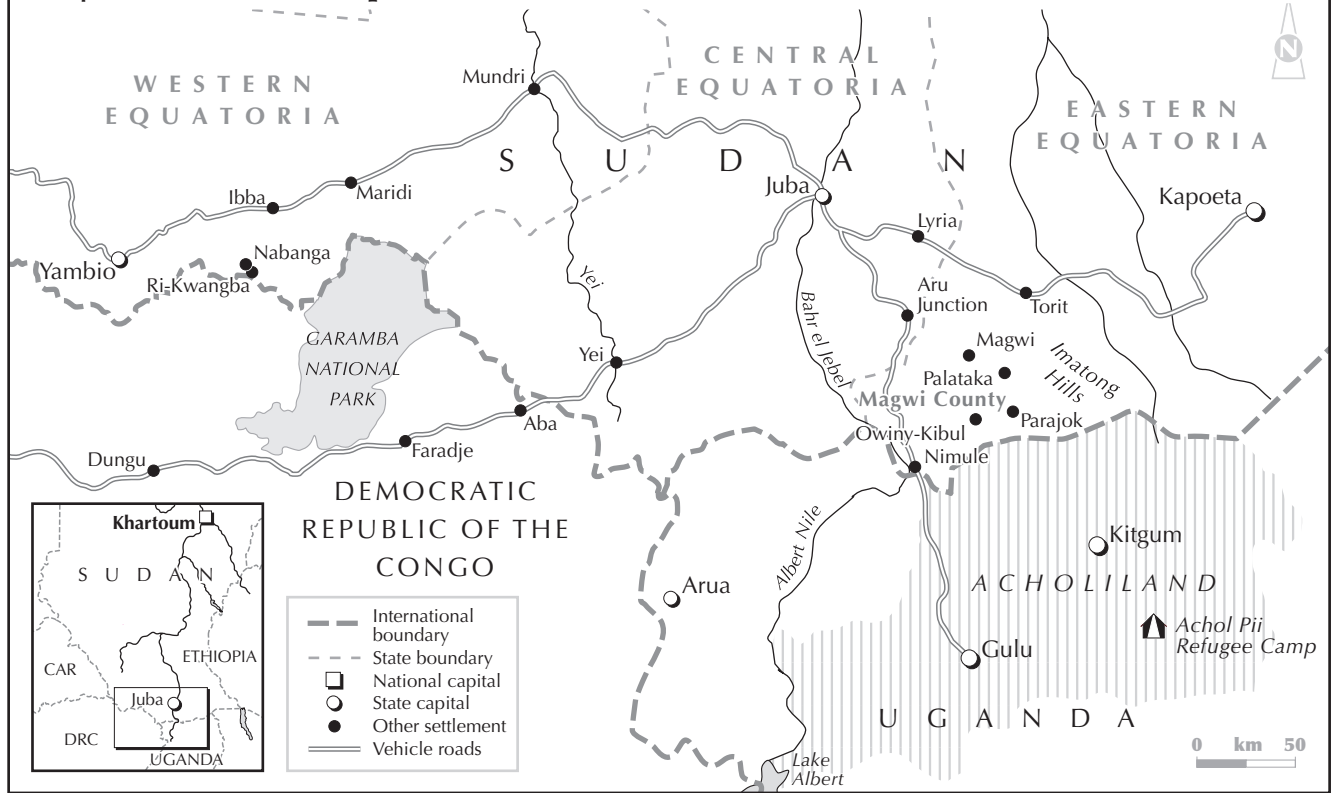 WESTERN
EQUATORIA
CENTRAL
EQUATORIA
EASTERN
EQUATORIA
N
Mundri
SUDAN
Juba
Kapoeta
Ibba
Maridi
Lyria
Yambio
Nabanga
Ri-Kwangba
Yei
Bahr el Jebel
Aru
Junction
Torit
GARAMBA
NATIONAL
PARK
Yei
Magwi
Imatong
Hills
Palataka
Magwi County
Parajok
Owiny-Kibul
Nimule
Aba
Faradje
Dungu
DEMOCRATIC
REPUBLIC OF THE
CONGO
Albert Nile
Kitgum
ACHOLILAND
Arua
Achol Pii
Refugee Camp
Gulu
UGANDA
Lake
Albert
0 km 50
Khartoum
SUDAN
ETHIOPIA
CAR
Juba
DRC
UGANDA
International
boundary
State boundary
National capital
State capital
Other settlement
Vehicle roads